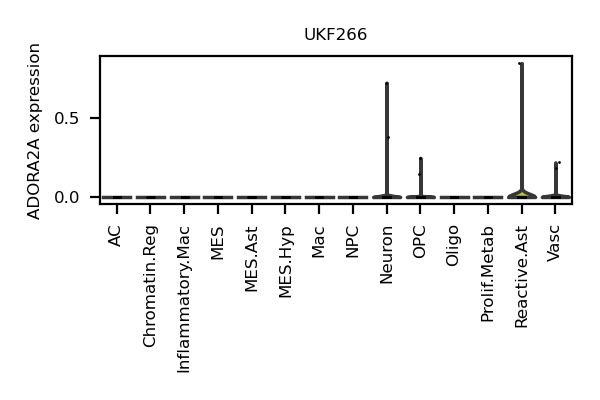 UKF266
ADORA2A expression
0.5
0.0
AC
Chromatin.Reg
Inflammatory.Mac
MES
MES.Ast
MES.Hyp
Mac
NPC
Neuron
OPC
Oligo
Prolif.Metab
Reactive.Ast
Vasc